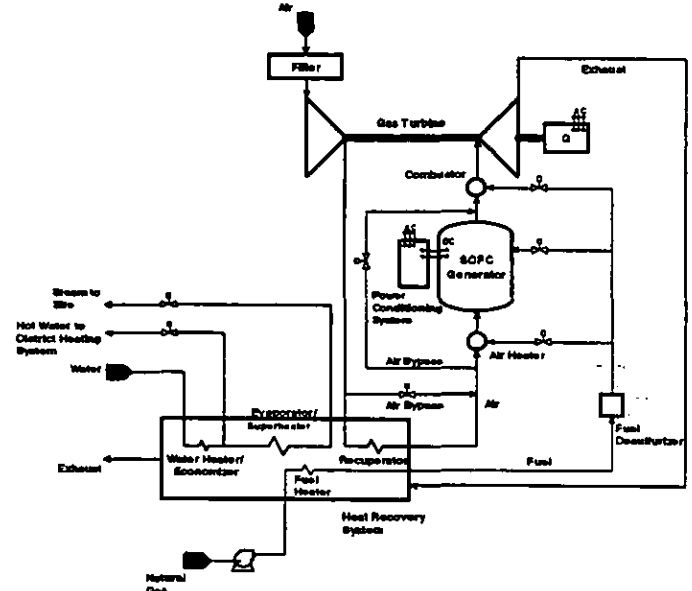 Air
Filter
Exhaust
Gas Turbine
AC
G
Combustor
AC
DC
SOFC
Generator
Power
Conditioning
System
Steam to
Site
Hot Water to
District Heating
System
Water
Air Bypass
Air Heater
Air Bypass
Air
Evaporator/
Superheater
Fuel
Desulfurizer
Water Heater/
Economizer
Recuperator
Exhaust
Fuel
Fuel
Heater
Heat Recovery
System
Natural
Gas